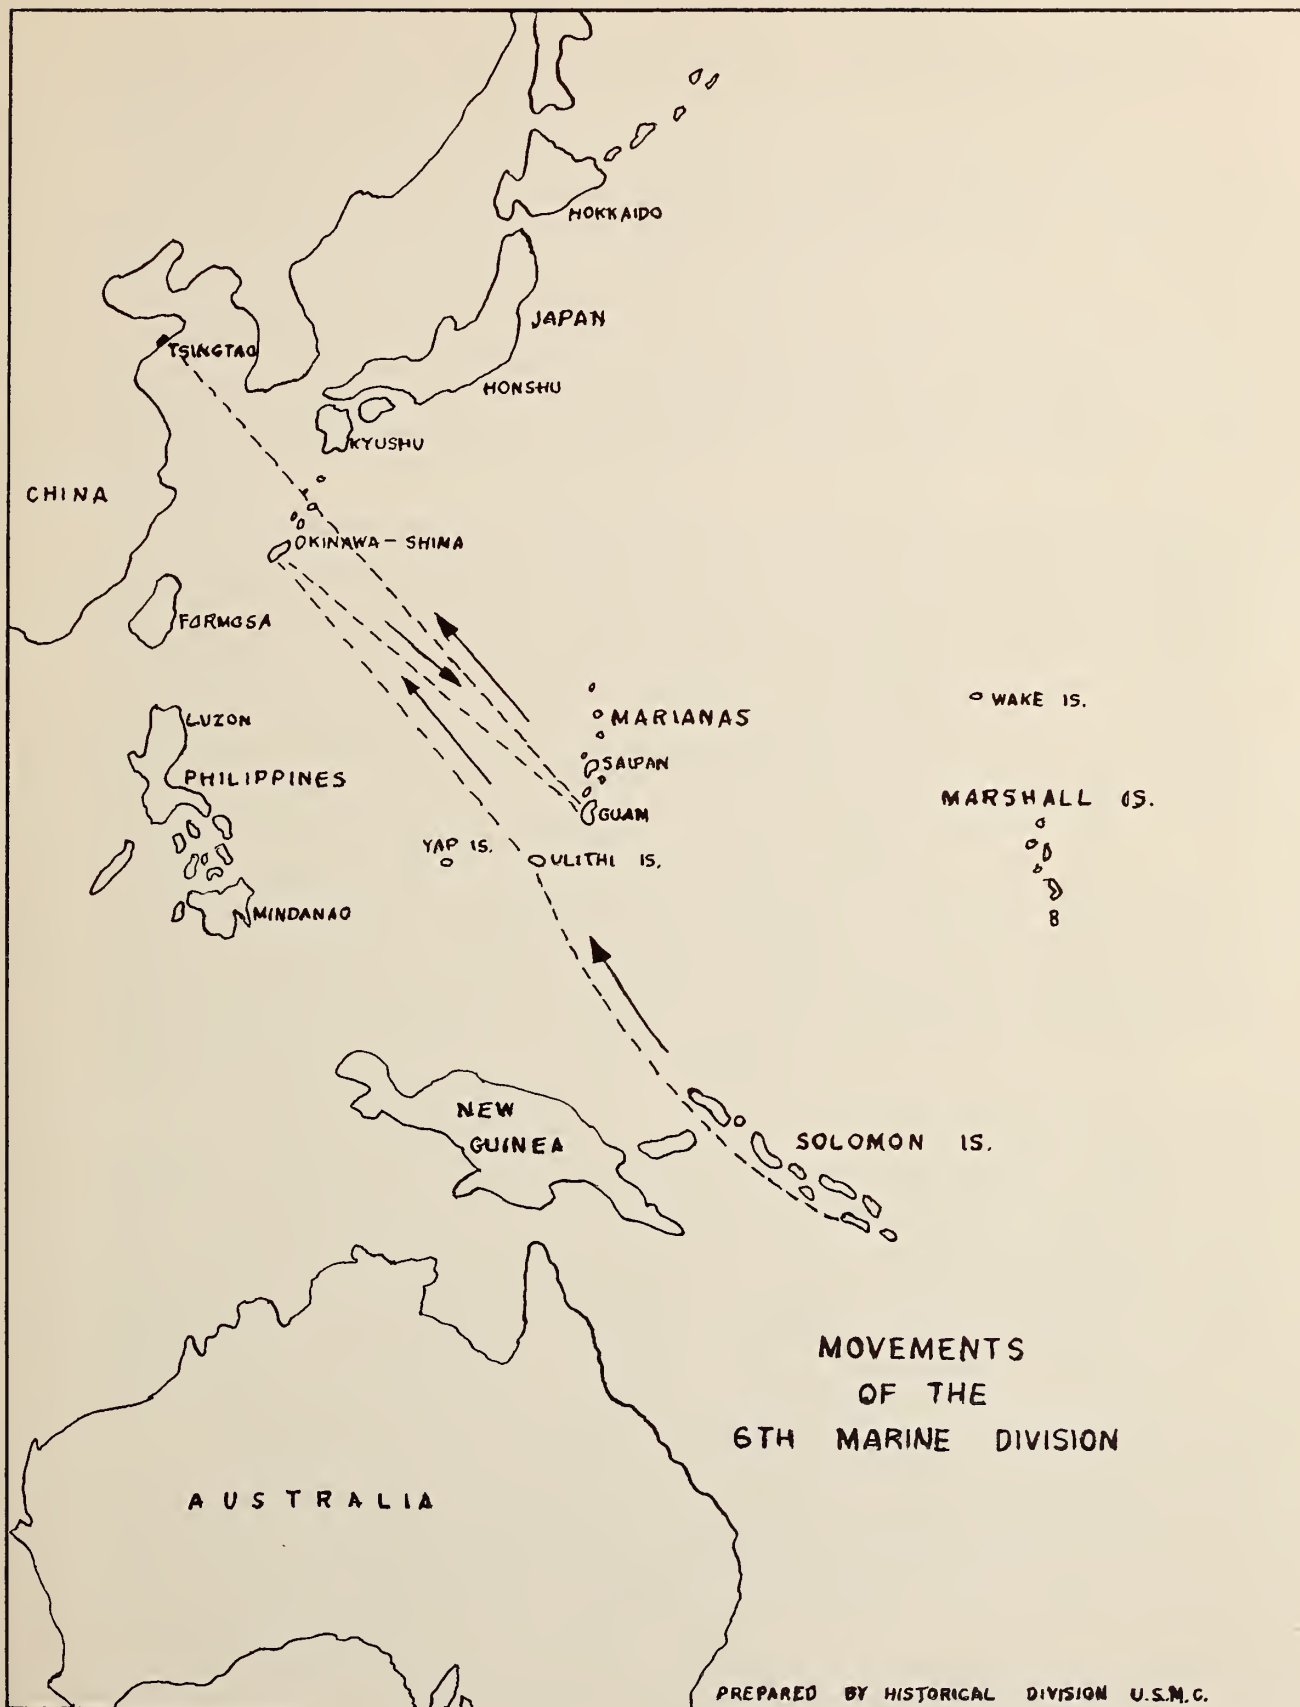 HOKKAIDO
JAPAN
TSINGTAO
HONSHU
KYUSHU
CHINA
OKINAWA – SHIMA
FORMOSA
WAKE IS.
LUZON
MARIANAS
SAIPAN
PHILIPPINES
MARSHALL IS.
GUAM
YAP IS.
ULITHI IS.
MINDANAO
NEW
GUINEA
SOLOMON IS.
MOVEMENTS
OF THE
6TH MARINE DIVISION
AUSTRALIA
PREPARED BY HISTORICAL DIVISION U.S.M.C.